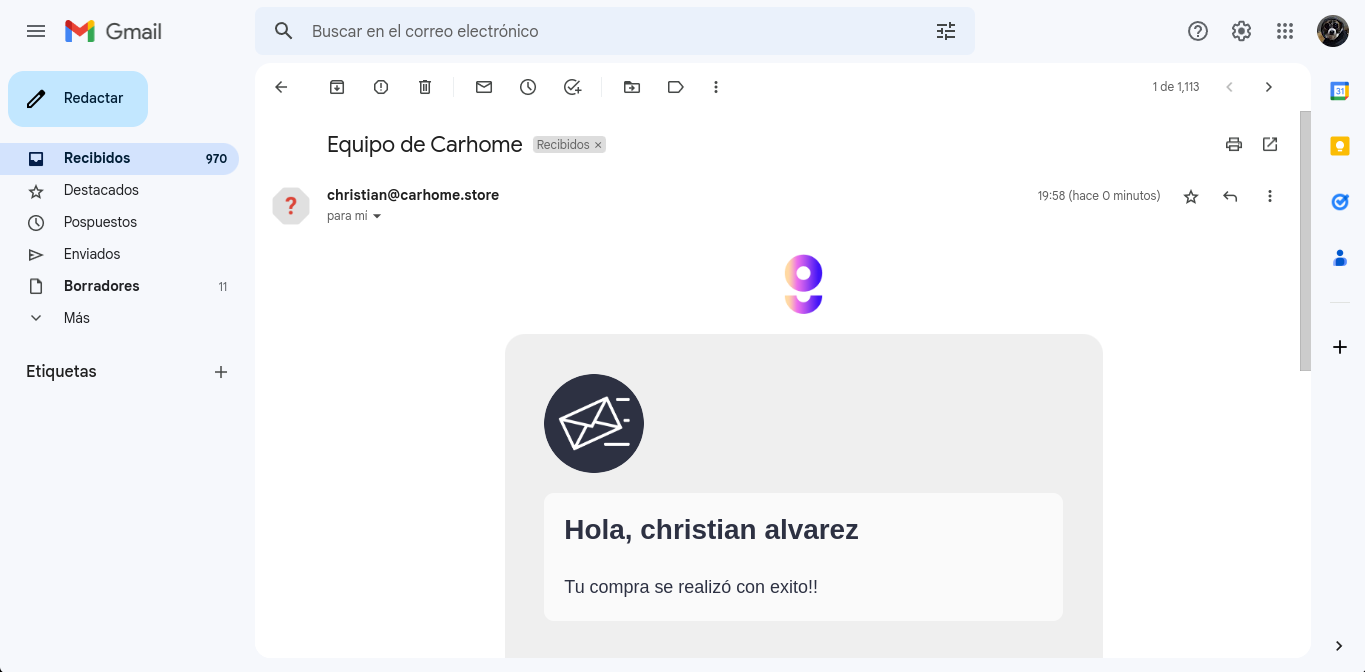 Gmail
Buscar en el correo electrónico
Redactar
1 de 1,113
31
Recibidos 970
Destacados
Pospuestos
Enviados
Borradores 11
Más
Etiquetas
Equipo de Carhome Recibidos ×
christian@carhome.store 19:58 (hace 0 minutos)
para mí
g
Hola, christian alvarez
Tu compra se realizó con exito!!